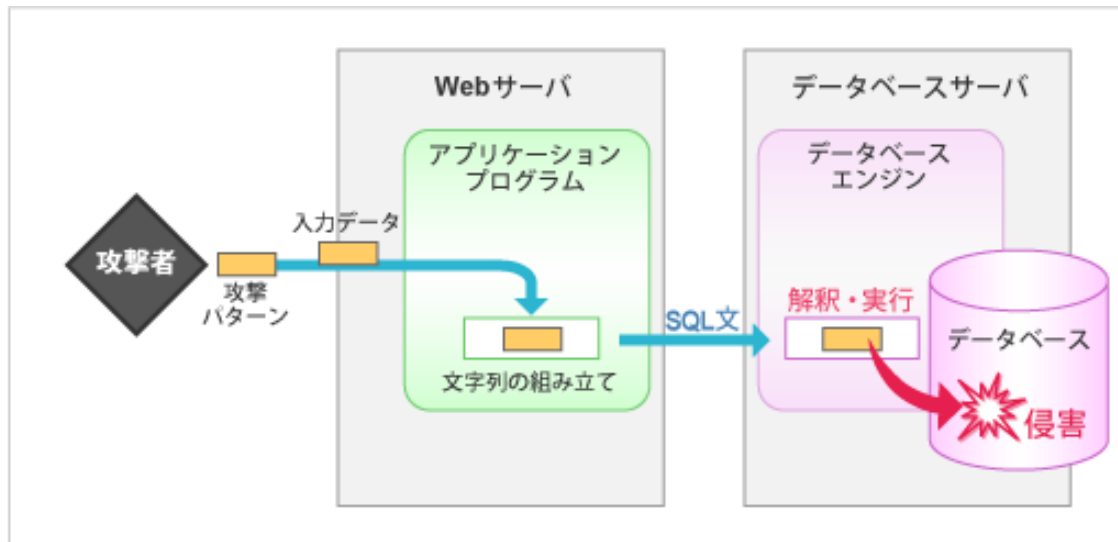 Webサーバ
データベースサーバ
アプリケーション
プログラム
データベース
エンジン
入力データ
攻撃者
攻撃
パターン
解釈・実行
SQL文
データベース
文字列の組み立て
侵害